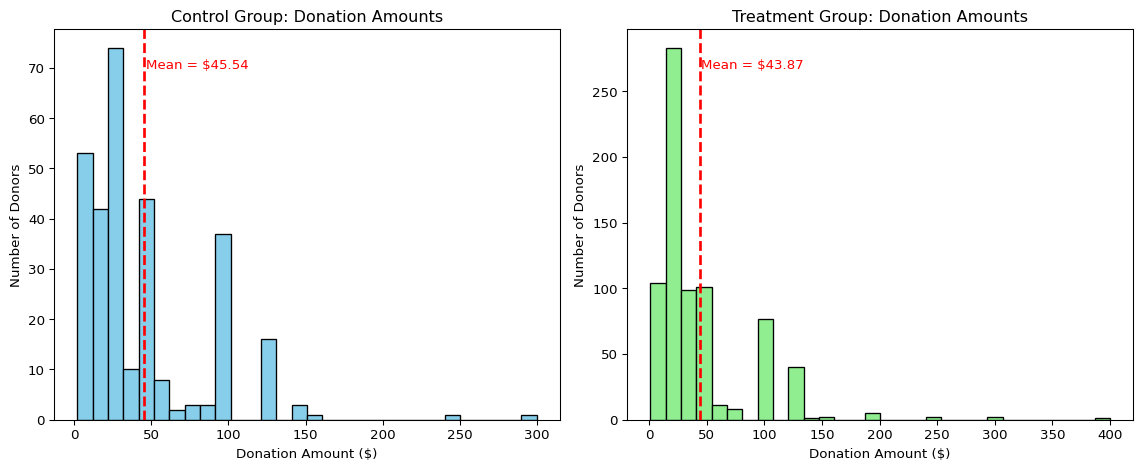 Control Group: Donation Amounts
Mean = $45.54
Number of Donors
70
60
50
40
30
20
10
0
0 50 100 150 200 250 300
Donation Amount ($)
Treatment Group: Donation Amounts
Mean = $43.87
Number of Donors
250
200
150
100
50
0
0 50 100 150 200 250 300 350 400
Donation Amount ($)